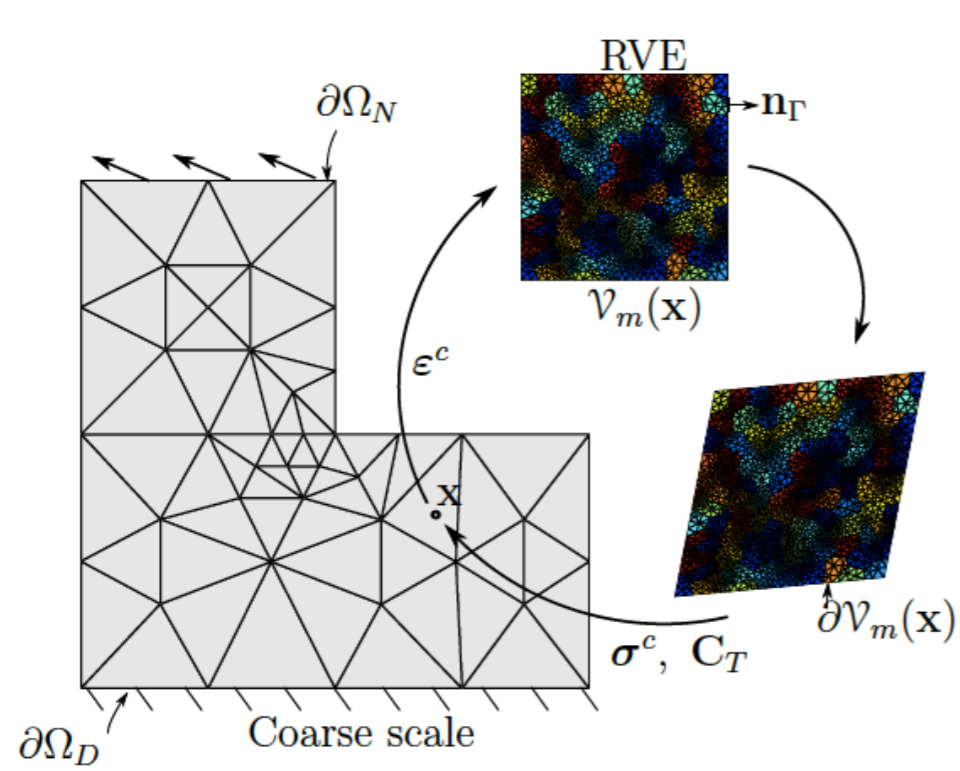 RVE
∂Ω_N
n_Γ
𝒱_m(x)
ε^c
x
∂𝒱_m(x)
σ^c, C_T
Coarse scale
∂Ω_D